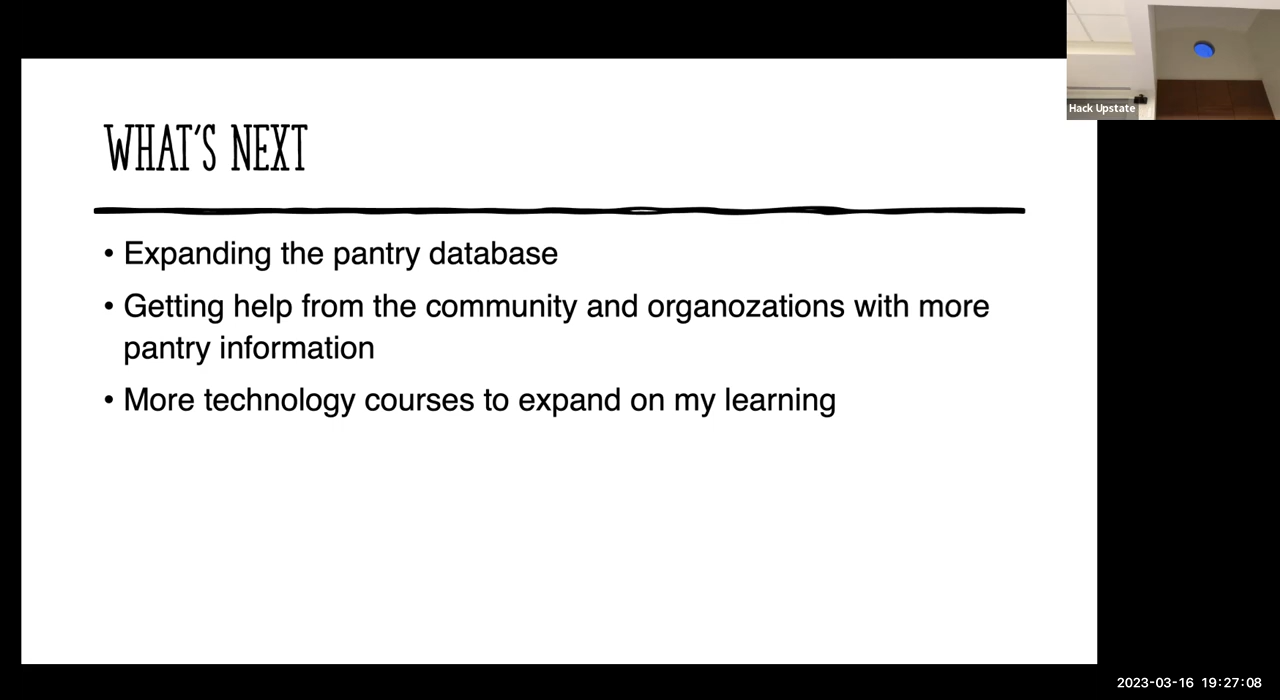 Hack Upstate
WHAT'S NEXT
• Expanding the pantry database
• Getting help from the community and organozations with more
pantry information
• More technology courses to expand on my learning
2023-03-16 19:27:08